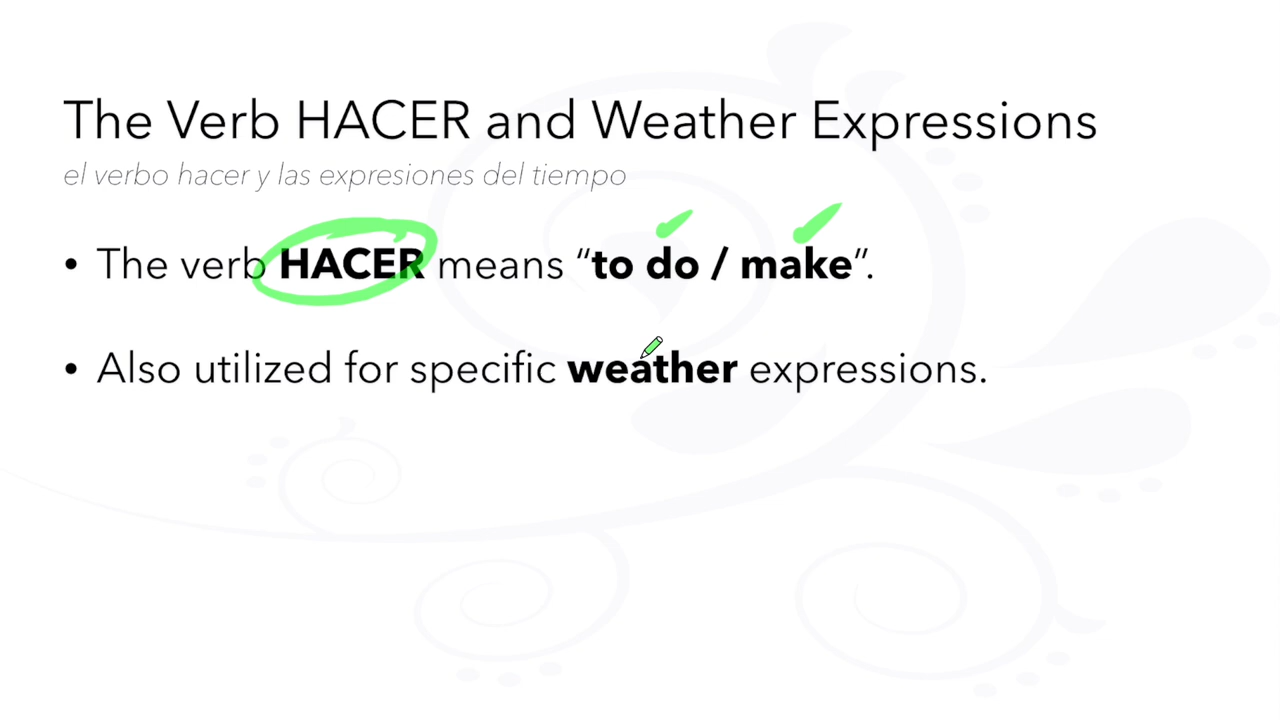 The Verb HACER and Weather Expressions
el verbo hacer y las expresiones del tiempo
• The verb HACER means “to do / make”.
• Also utilized for specific weather expressions.